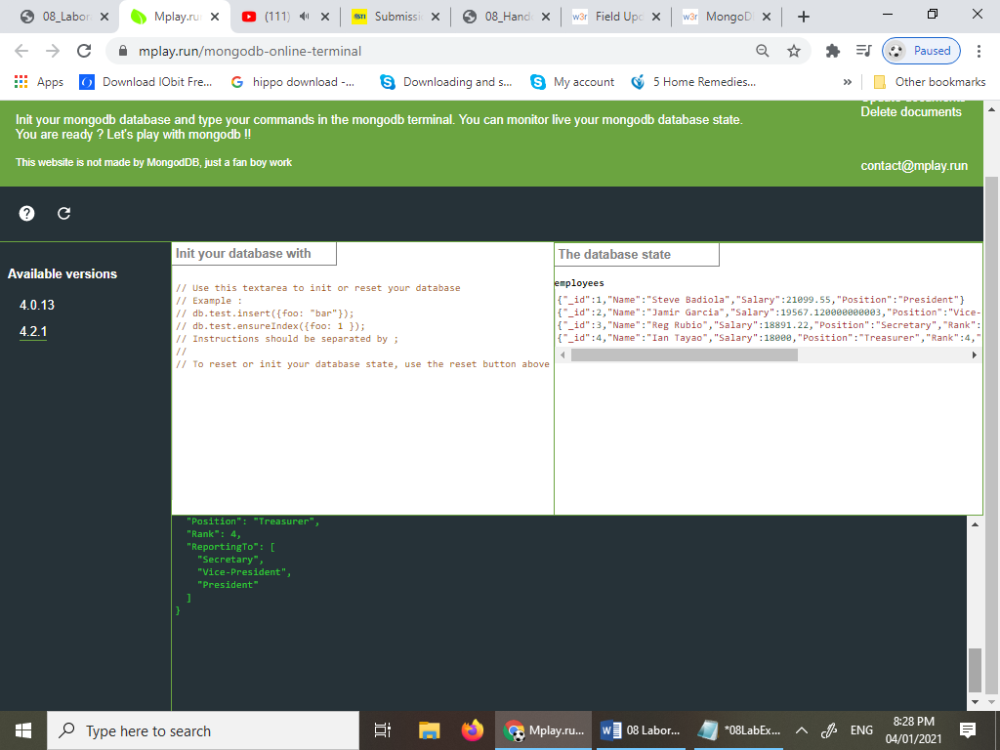 08_Labor
Mplay.ru
(111)
STI
Submissi
08_Hand
w3r
Field Upd
w3r
MongoD
mplay.run/mongodb-online-terminal
Paused
Apps
Download IObit Fre...
hippo download -...
Downloading and s...
My account
5 Home Remedies...
»
Other bookmarks
Init your mongodb database and type your commands in the mongodb terminal. You can monitor live your mongodb database state.
You are ready ? Let's play with mongodb !!
This website is not made by MongodDB, just a fan boy work
Update documents
Delete documents
contact@mplay.run
Available versions
4.0.13
4.2.1
Init your database with
// Use this textarea to init or reset your database
// Example :
// db.test.insert({foo: "bar"});
// db.test.ensureIndex({foo: 1 });
// Instructions should be separated by ;
//
// To reset or init your database state, use the reset button above
The database state
employees
{"_id":1,"Name":"Steve Badiola","Salary":21099.55,"Position":"President"}
{"_id":2,"Name":"Jamir Garcia","Salary":19567.120000000003,"Position":"Vice-
{"_id":3,"Name":"Reg Rubio","Salary":18891.22,"Position":"Secretary","Rank":
{"_id":4,"Name":"Ian Tayao","Salary":18000,"Position":"Treasurer","Rank":4,"
"Position": "Treasurer",
"Rank": 4,
"ReportingTo": [
"Secretary",
"Vice-President",
"President"
]
}
Type here to search
Mplay.ru...
08 Labor...
*08LabEx...
ENG
8:28 PM
04/01/2021